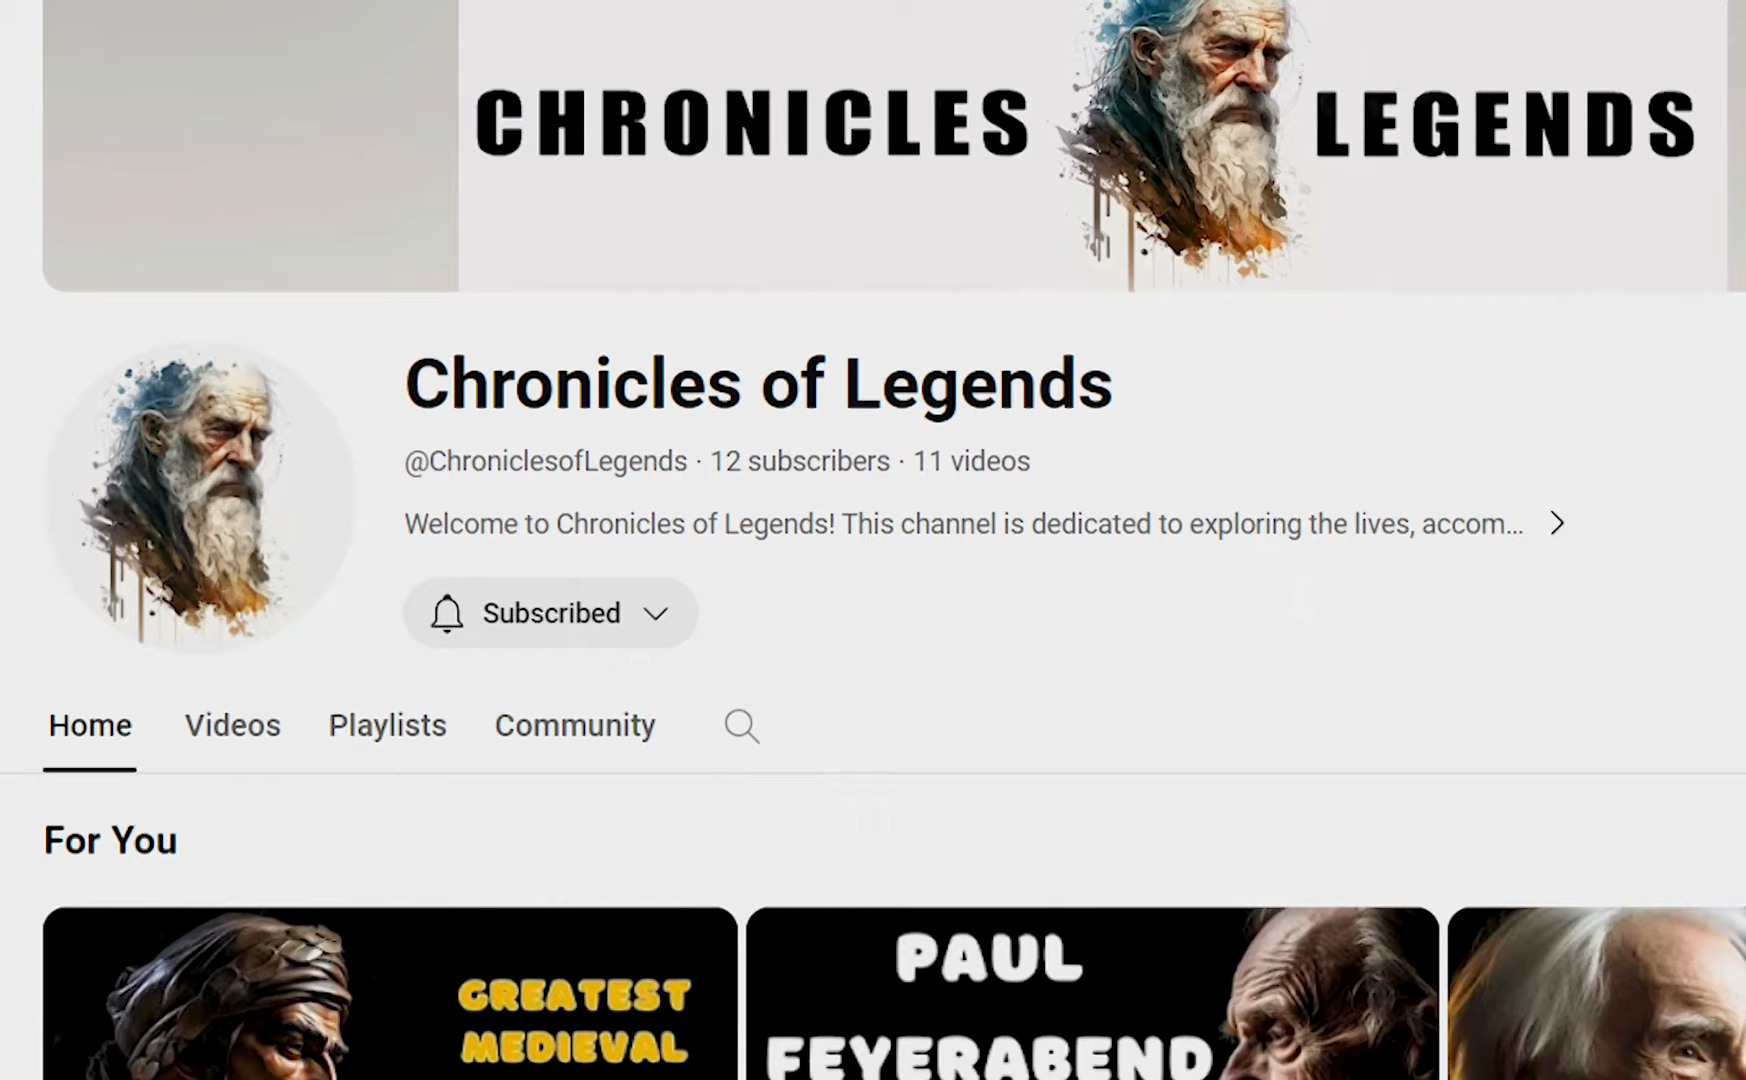 CHRONICLES LEGENDS
Chronicles of Legends
@ChroniclesofLegends · 12 subscribers · 11 videos
Welcome to Chronicles of Legends! This channel is dedicated to exploring the lives, accom...
Subscribed
Home Videos Playlists Community
For You
GREATEST
MEDIEVAL
PAUL
FEYERABEND